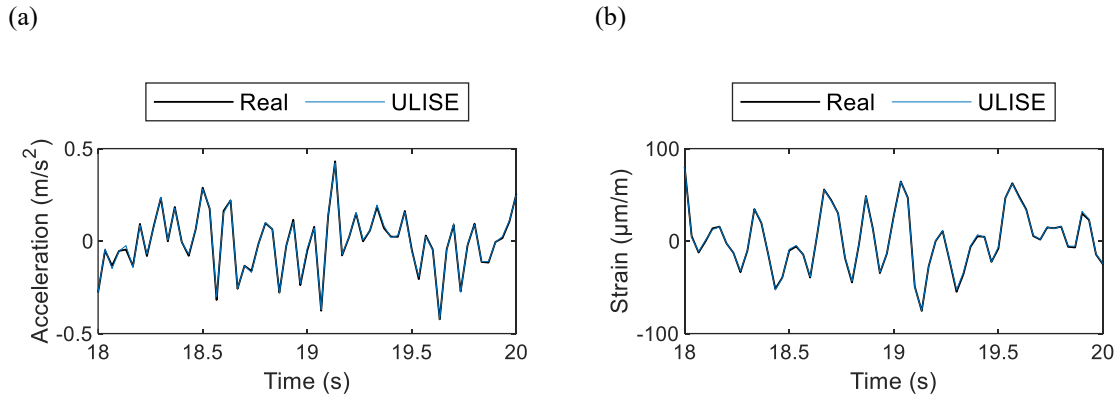 (a)
(b)
Real ULISE
Real ULISE
Acceleration (m/s²)
0.5
0
-0.5
18 18.5 19 19.5 20
Time (s)
Strain (μm/m)
100
0
-100
18 18.5 19 19.5 20
Time (s)